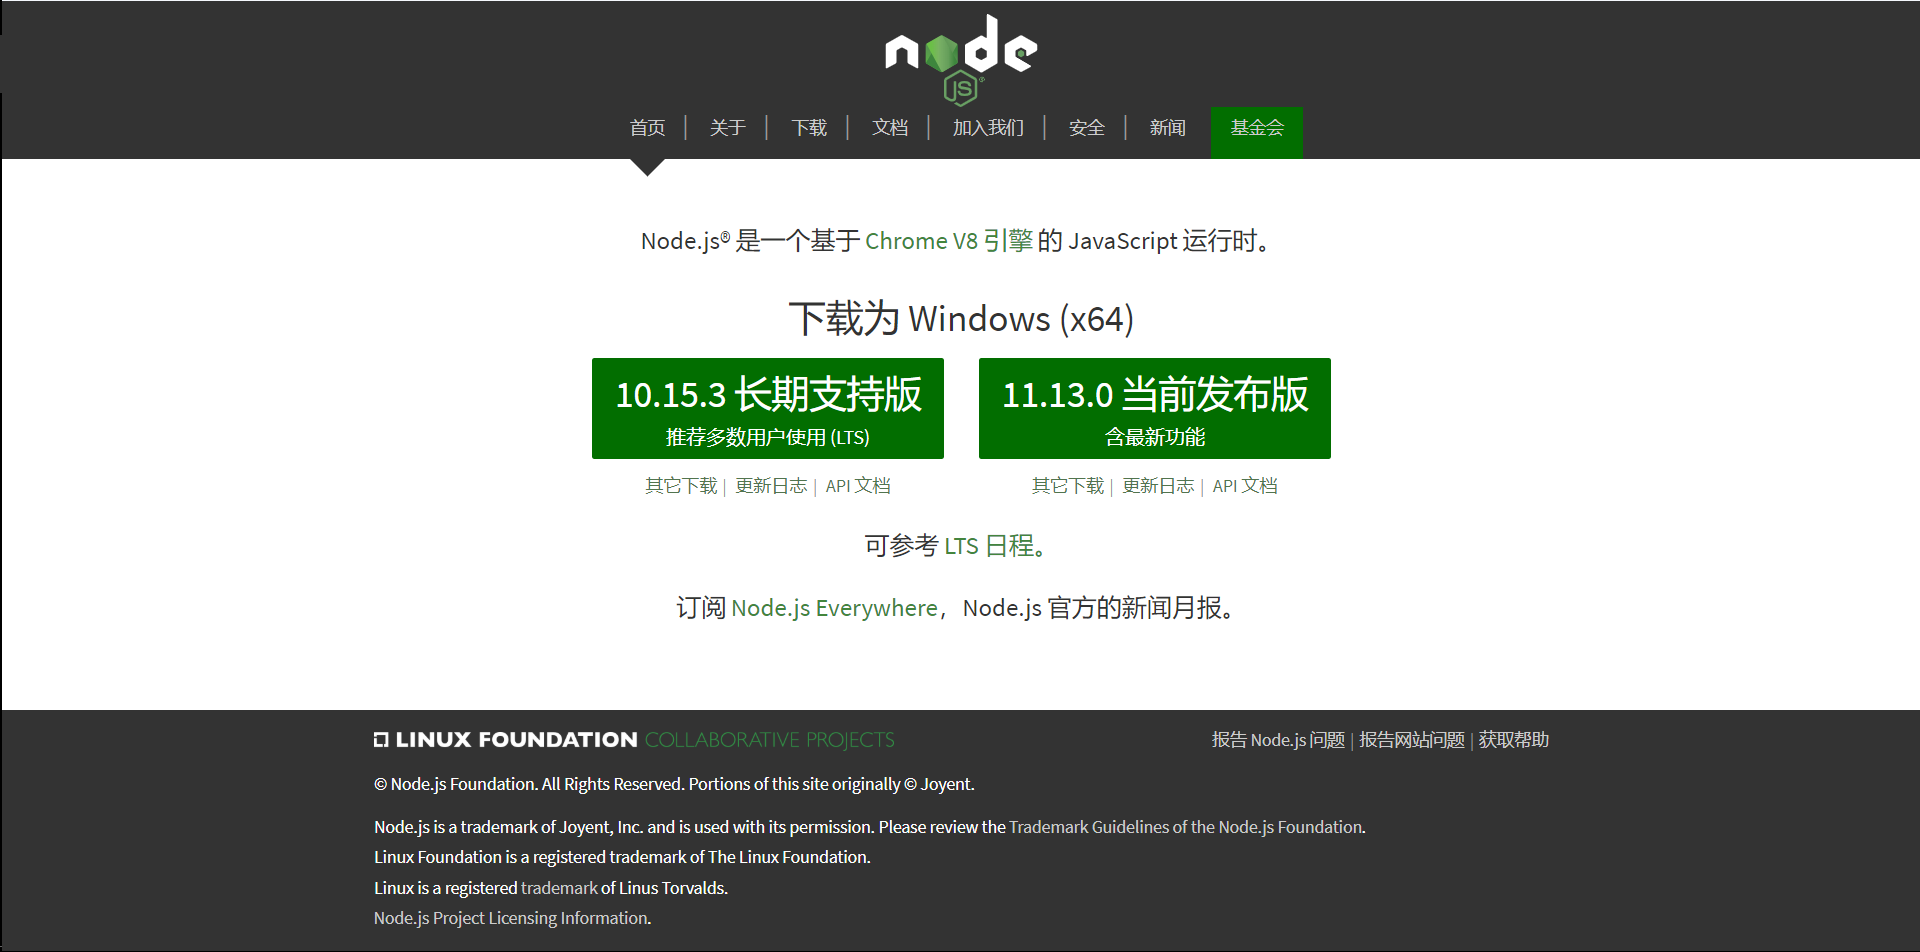 node
JS®
首页 | 关于 | 下载 | 文档 | 加入我们 | 安全 | 新闻 基金会
Node.js® 是一个基于 Chrome V8 引擎 的 JavaScript 运行时。
下载为 Windows (x64)
10.15.3 长期支持版
推荐多数用户使用 (LTS)
其它下载 | 更新日志 | API 文档
11.13.0 当前发布版
含最新功能
其它下载 | 更新日志 | API 文档
可参考 LTS 日程。
订阅 Node.js Everywhere，Node.js 官方的新闻月报。
LINUX FOUNDATION COLLABORATIVE PROJECTS
报告 Node.js 问题 | 报告网站问题 | 获取帮助
© Node.js Foundation. All Rights Reserved. Portions of this site originally © Joyent.
Node.js is a trademark of Joyent, Inc. and is used with its permission. Please review the Trademark Guidelines of the Node.js Foundation.
Linux Foundation is a registered trademark of The Linux Foundation.
Linux is a registered trademark of Linus Torvalds.
Node.js Project Licensing Information.